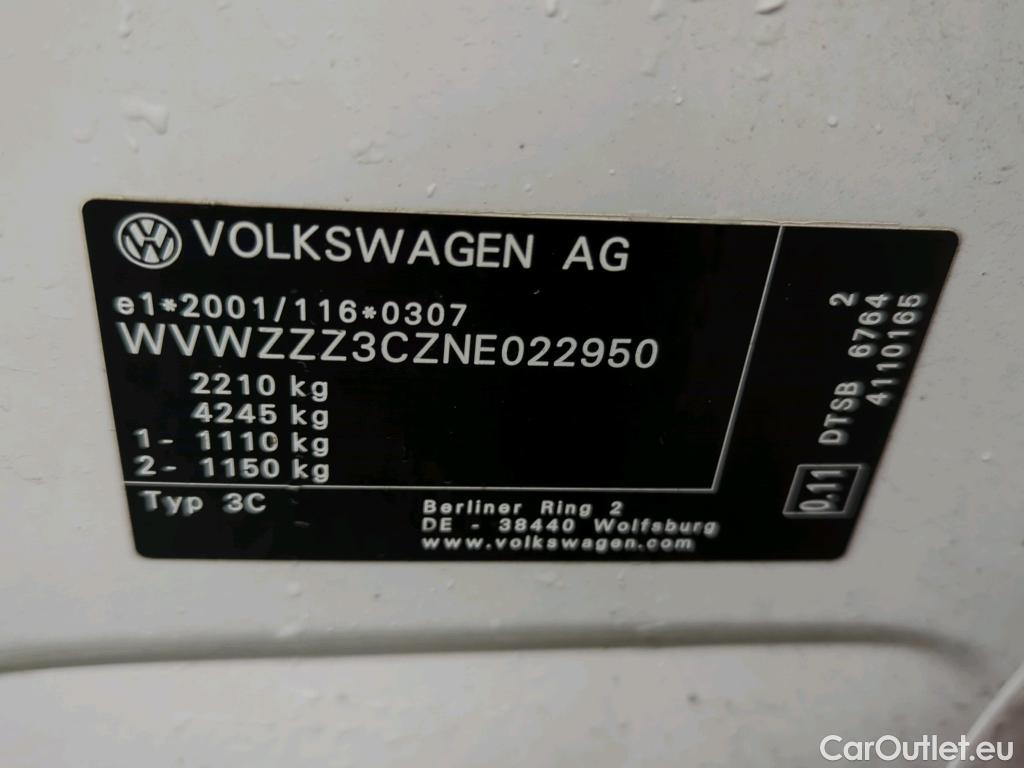 VOLKSWAGEN AG
e1*2001/116*0307
WVWZZZ3CZNE022950
2210 kg
4245 kg
1- 1110 kg
2- 1150 kg
Typ 3C
Berliner Ring 2
DE - 38440 Wolfsburg
www.volkswagen.com
2
DTSB 6764
4110165
0.11
CarOutlet.eu